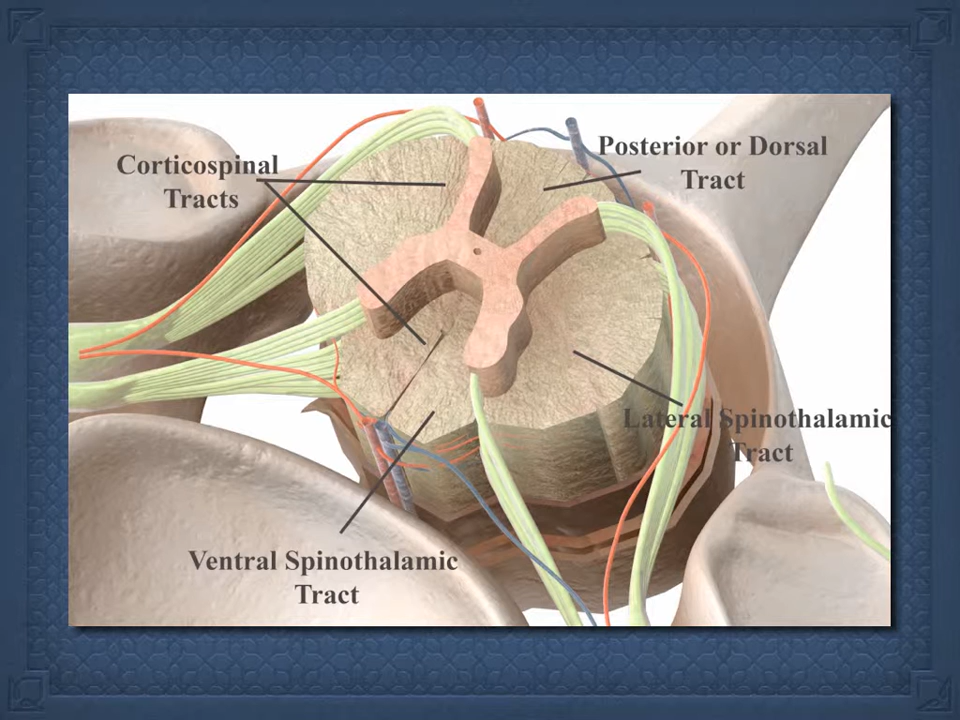 Corticospinal
Tracts
Posterior or Dorsal
Tract
Lateral Spinothalamic
Tract
Ventral Spinothalamic
Tract